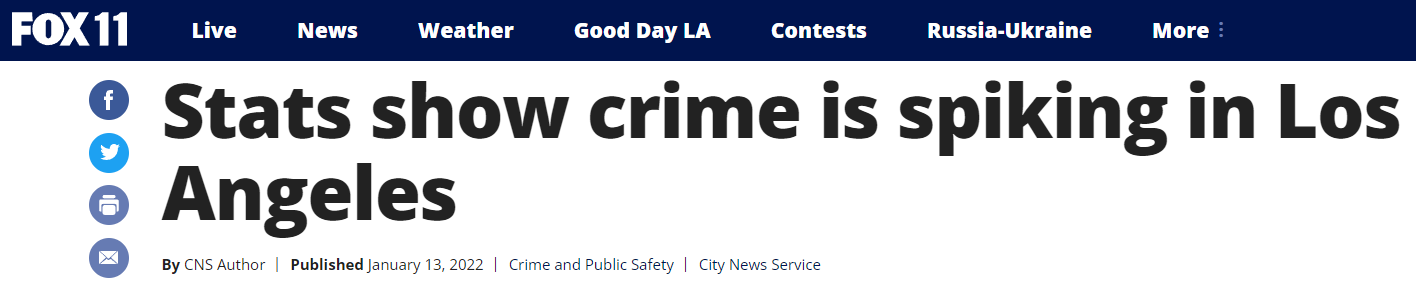 FOX 11 Live News Weather Good Day LA Contests Russia-Ukraine More
Stats show crime is spiking in Los
Angeles
By CNS Author | Published January 13, 2022 | Crime and Public Safety | City News Service